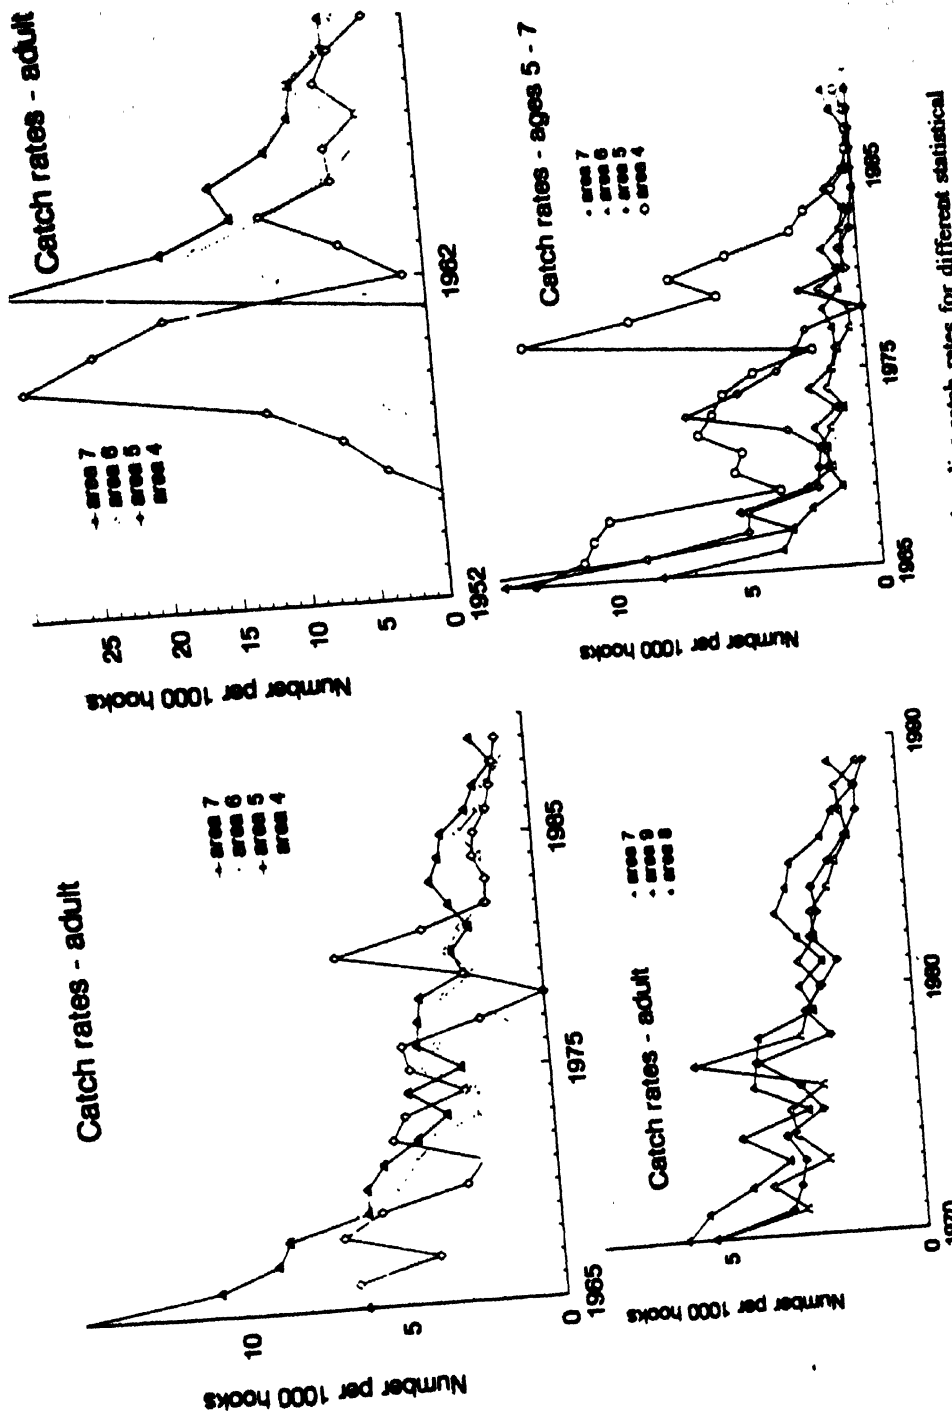 Catch rates - adult
area 7
area 6
area 5
area 4
Number per 1000 hooks
25
20
15
10
5
0
1952
1962
Catch rates - adult
area 7
area 6
area 5
area 4
Number per 1000 hooks
10
5
0
1965
1975
1985
Catch rates - ages 5 - 7
area 7
area 6
area 5
area 4
Number per 1000 hooks
10
5
0
1965
1975
1985
Catch rates - adult
area 7
area 9
area 8
Number per 1000 hooks
5
0
1970
1980
1990
catch rates for different statistical